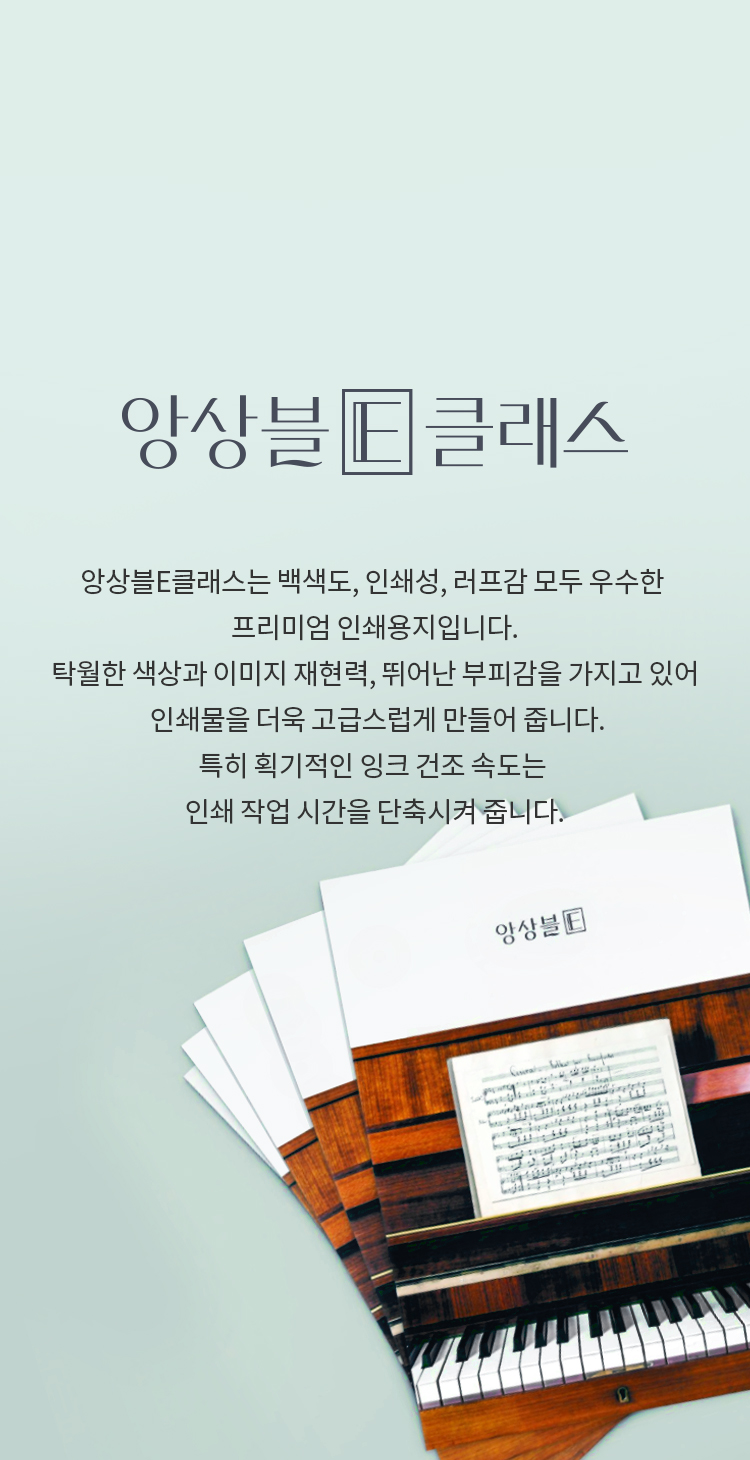 앙상블E클래스
앙상블E클래스는 백색도, 인쇄성, 러프감 모두 우수한
프리미엄 인쇄용지입니다.
탁월한 색상과 이미지 재현력, 뛰어난 부피감을 가지고 있어
인쇄물을 더욱 고급스럽게 만들어 줍니다.
특히 획기적인 잉크 건조 속도는
인쇄 작업 시간을 단축시켜 줍니다.
앙상블E